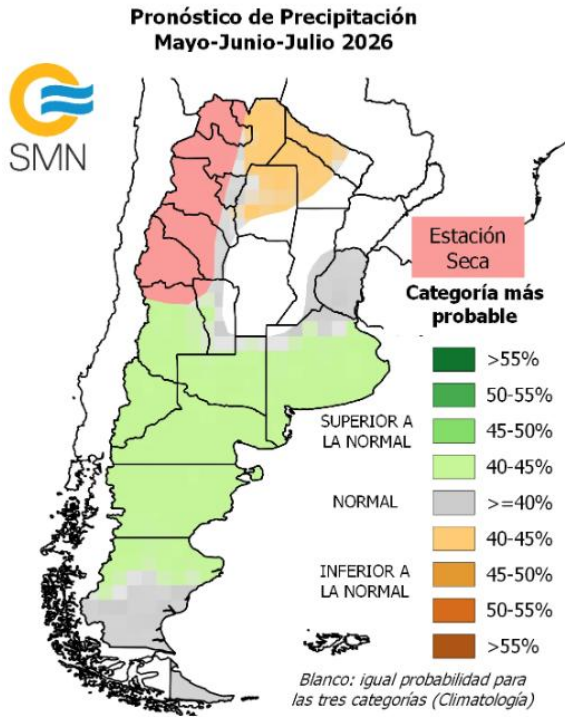 Pronóstico de Precipitación
Mayo-Junio-Julio 2026
SMN
Estación
Seca
Categoría más
probable
>55%
50-55%
45-50%
SUPERIOR A
LA NORMAL
40-45%
NORMAL
>=40%
40-45%
INFERIOR A
LA NORMAL
45-50%
50-55%
>55%
Blanco: igual probabilidad para
las tres categorías (Climatología)